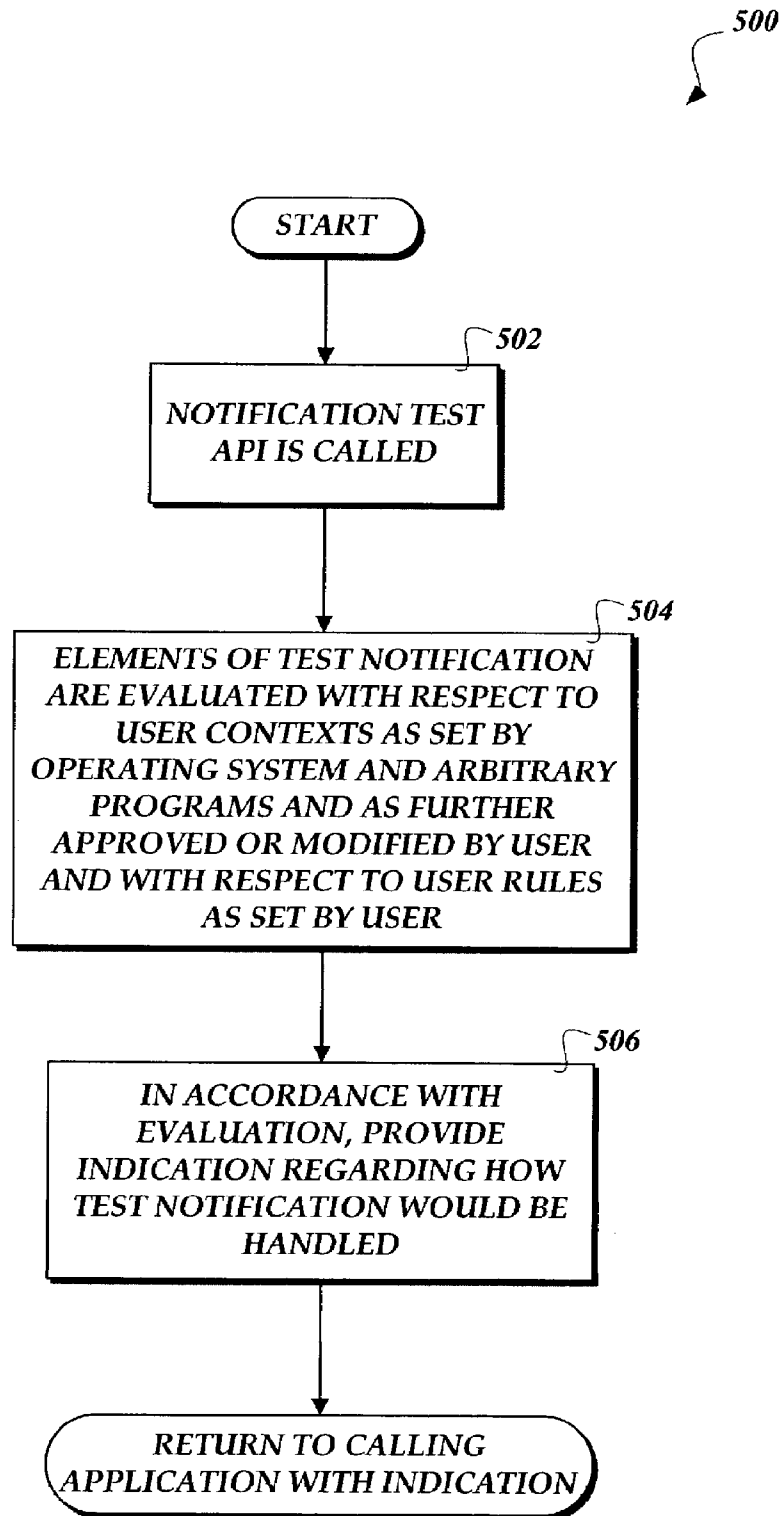 500
START
502
NOTIFICATION TEST
API IS CALLED
504
ELEMENTS OF TEST NOTIFICATION
ARE EVALUATED WITH RESPECT TO
USER CONTEXTS AS SET BY
OPERATING SYSTEM AND ARBITRARY
PROGRAMS AND AS FURTHER
APPROVED OR MODIFIED BY USER
AND WITH RESPECT TO USER RULES
AS SET BY USER
506
IN ACCORDANCE WITH
EVALUATION, PROVIDE
INDICATION REGARDING HOW
TEST NOTIFICATION WOULD BE
HANDLED
RETURN TO CALLING
APPLICATION WITH INDICATION